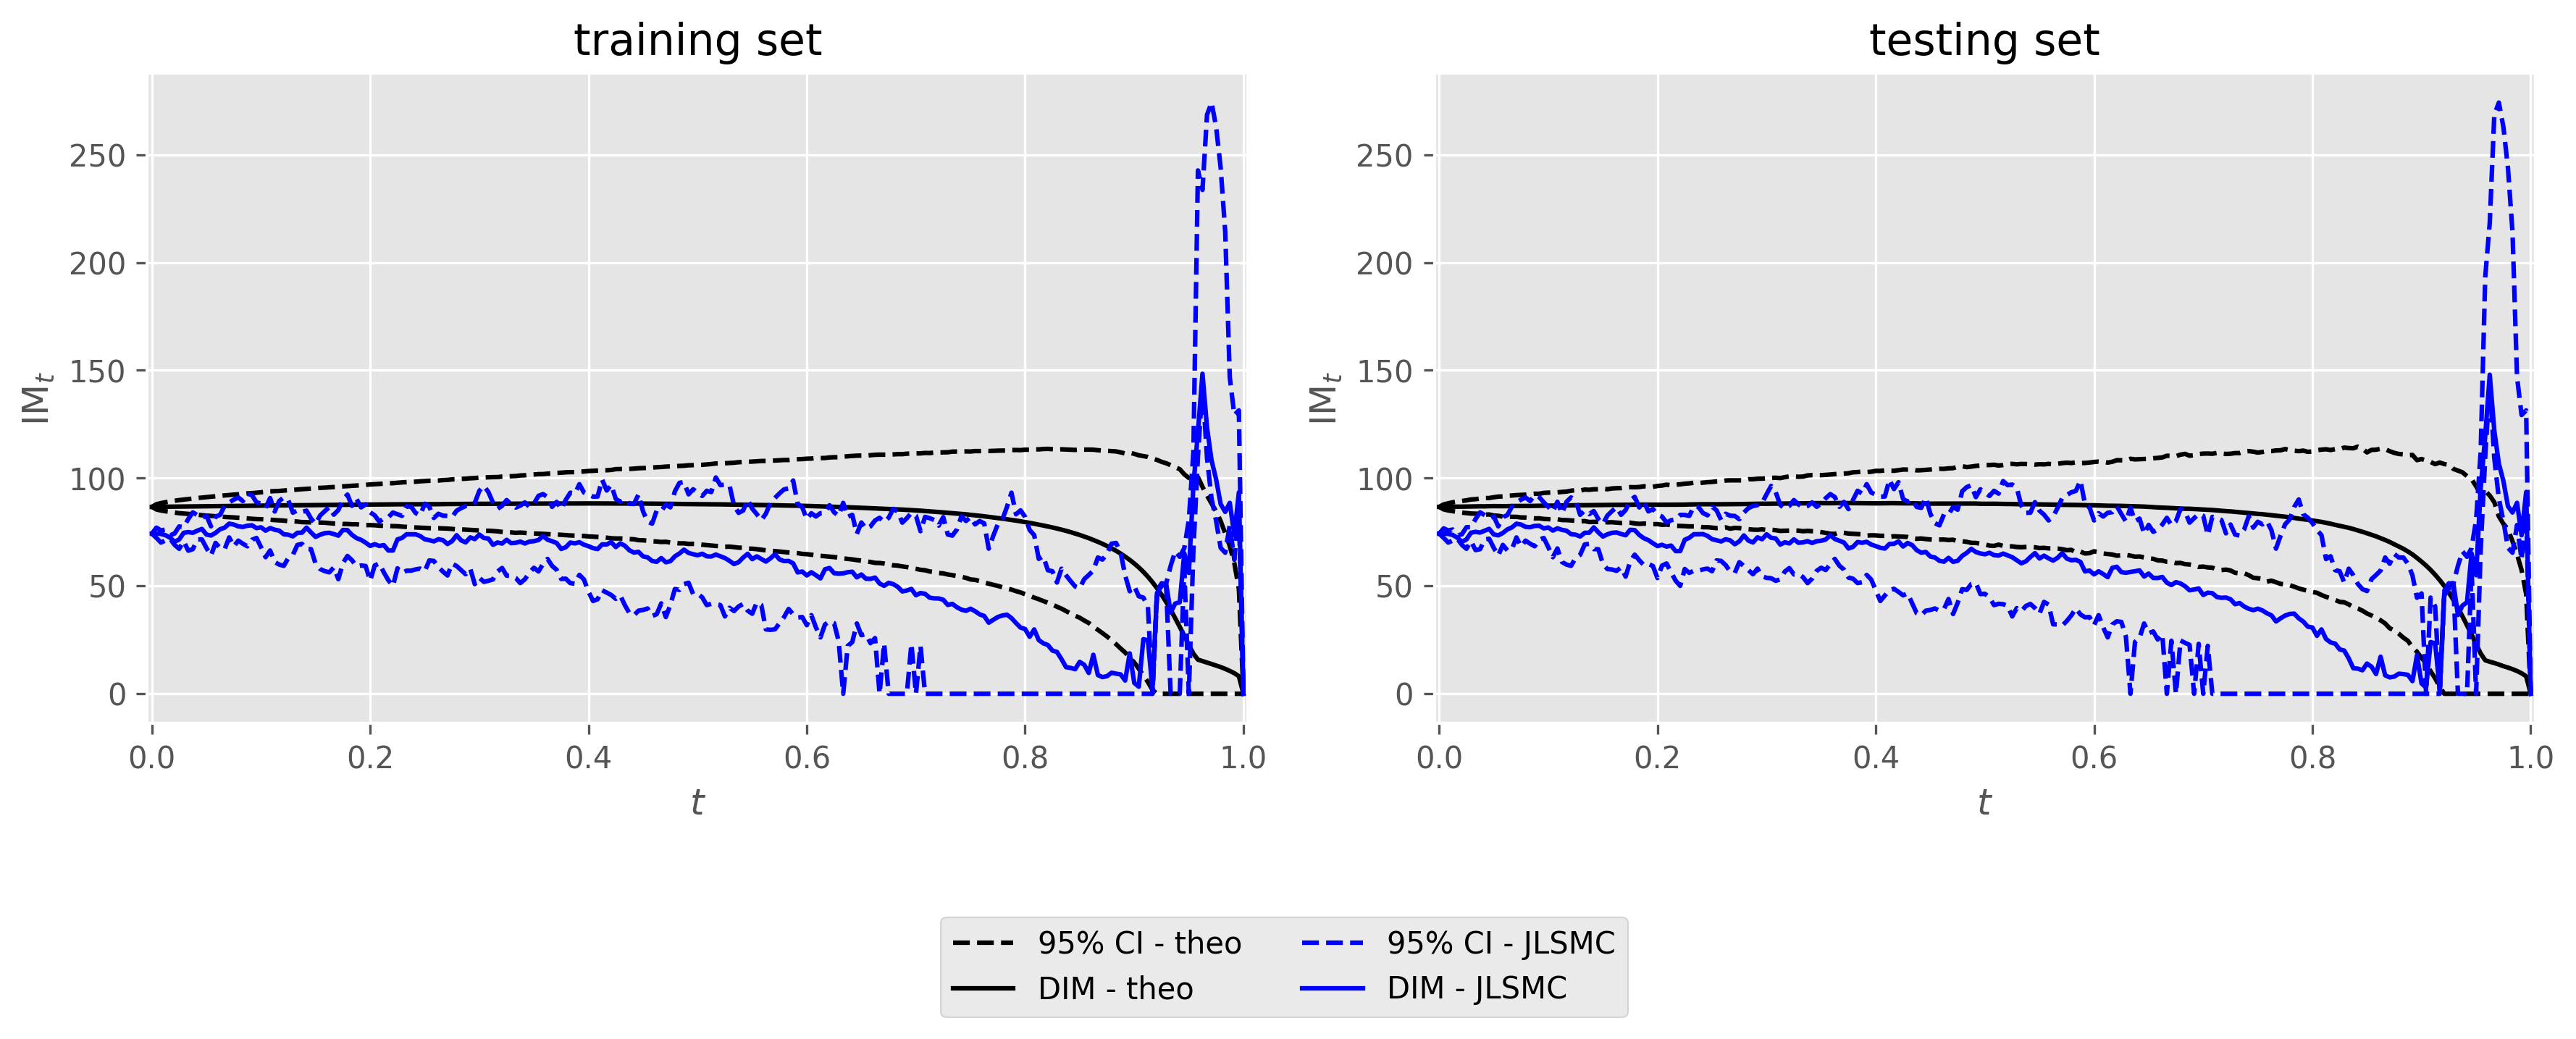 training set
testing set
IM_t
250
200
150
100
50
0
0.0 0.2 0.4 0.6 0.8 1.0
t
IM_t
250
200
150
100
50
0
0.0 0.2 0.4 0.6 0.8 1.0
t
95% CI - theo
DIM - theo
95% CI - JLSMC
DIM - JLSMC